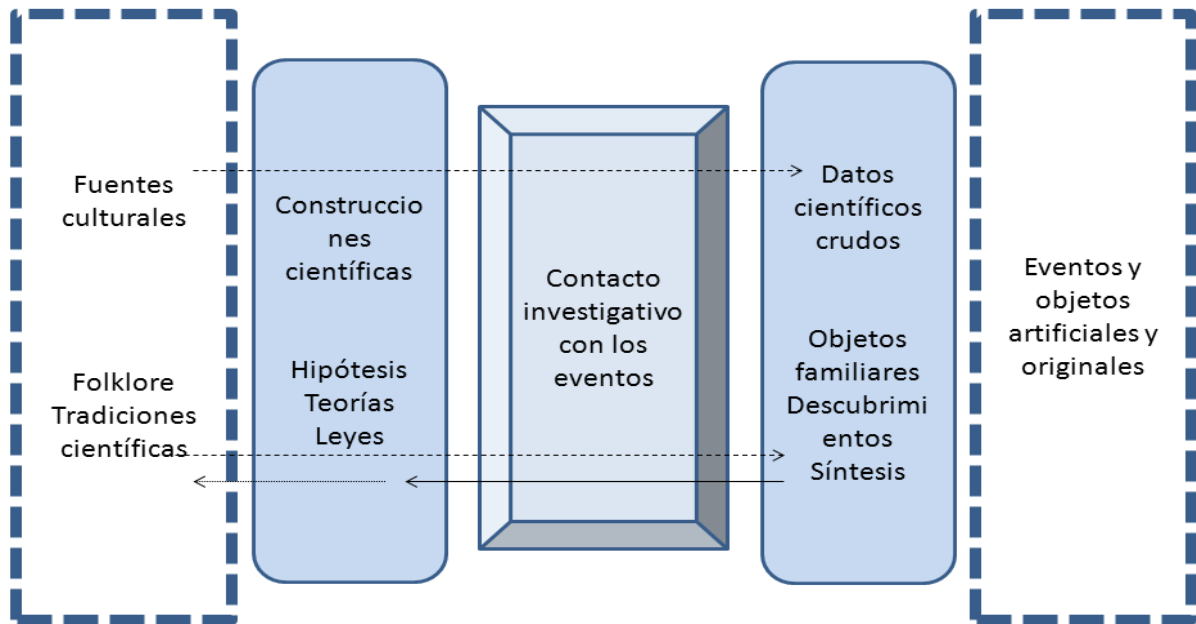 Fuentes
culturales
Folklore
Tradiciones
científicas
Construccio
nes
científicas
Hipótesis
Teorías
Leyes
Contacto
investigativo
con los
eventos
Datos
científicos
crudos
Objetos
familiares
Descubrimi
entos
Síntesis
Eventos y
objetos
artificiales y
originales